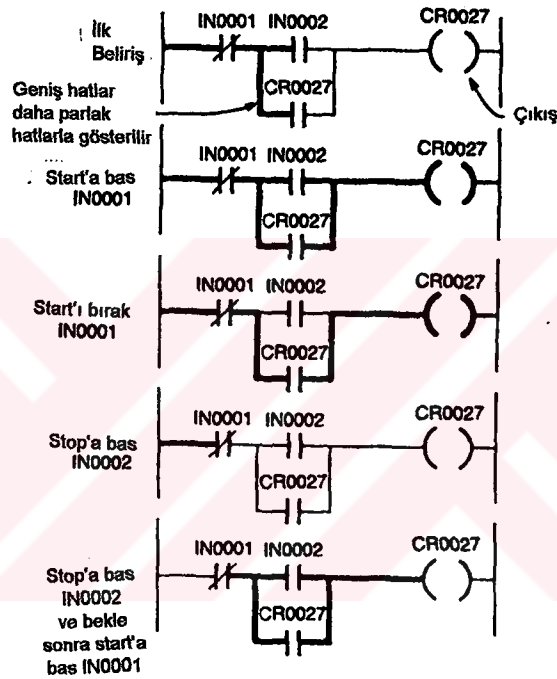 İlk
Beliriş
IN0001 IN0002
CR0027
CR0027
Geniş hatlar
daha parlak
hatlarla gösterilir
Çıkış
Start'a bas
IN0001
IN0001 IN0002
CR0027
CR0027
Start'ı bırak
IN0001
IN0001 IN0002
CR0027
CR0027
Stop'a bas
IN0002
IN0001 IN0002
CR0027
CR0027
Stop'a bas
IN0002
ve bekle
sonra start'a
bas IN0001
IN0001 IN0002
CR0027
CR0027